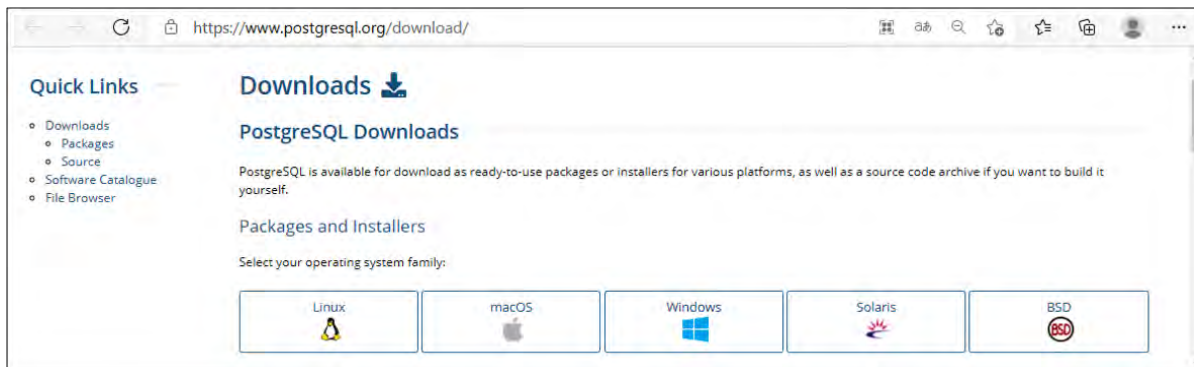 https://www.postgresql.org/download/
aあ
Quick Links
Downloads
Packages
Source
Software Catalogue
File Browser
Downloads
PostgreSQL Downloads
PostgreSQL is available for download as ready-to-use packages or installers for various platforms, as well as a source code archive if you want to build it
yourself.
Packages and Installers
Select your operating system family:
Linux
macOS
Windows
Solaris
BSD
BSD